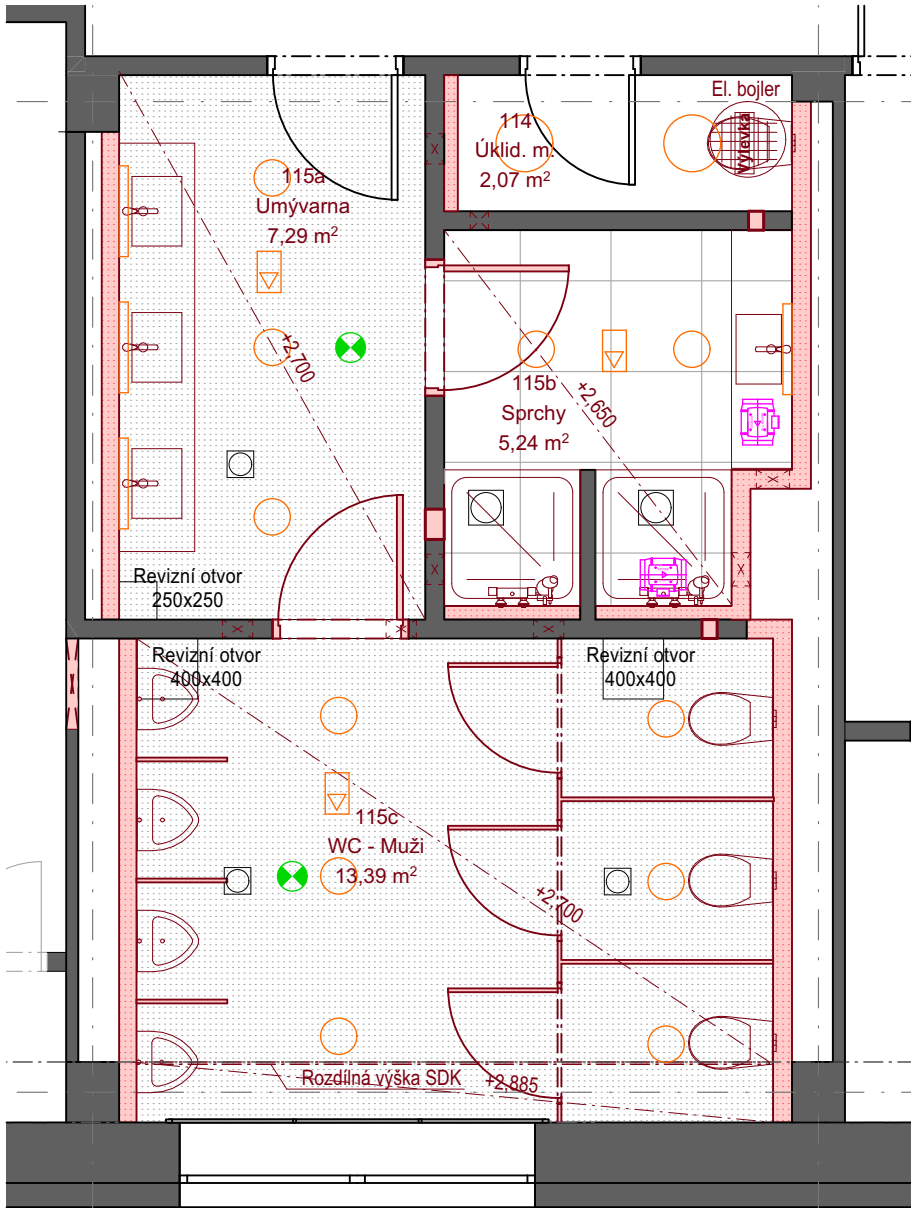 El. bojler
114
Úklid. m.
2,07 m²
Výlevka
115a
Umývarna
7,29 m²
+2,700
115b
Sprchy
5,24 m²
+2,650
Revizní otvor
250x250
Revizní otvor
400x400
Revizní otvor
400x400
115c
WC - Muži
13,39 m²
+2,700
Rozdílná výška SDK
+2,885